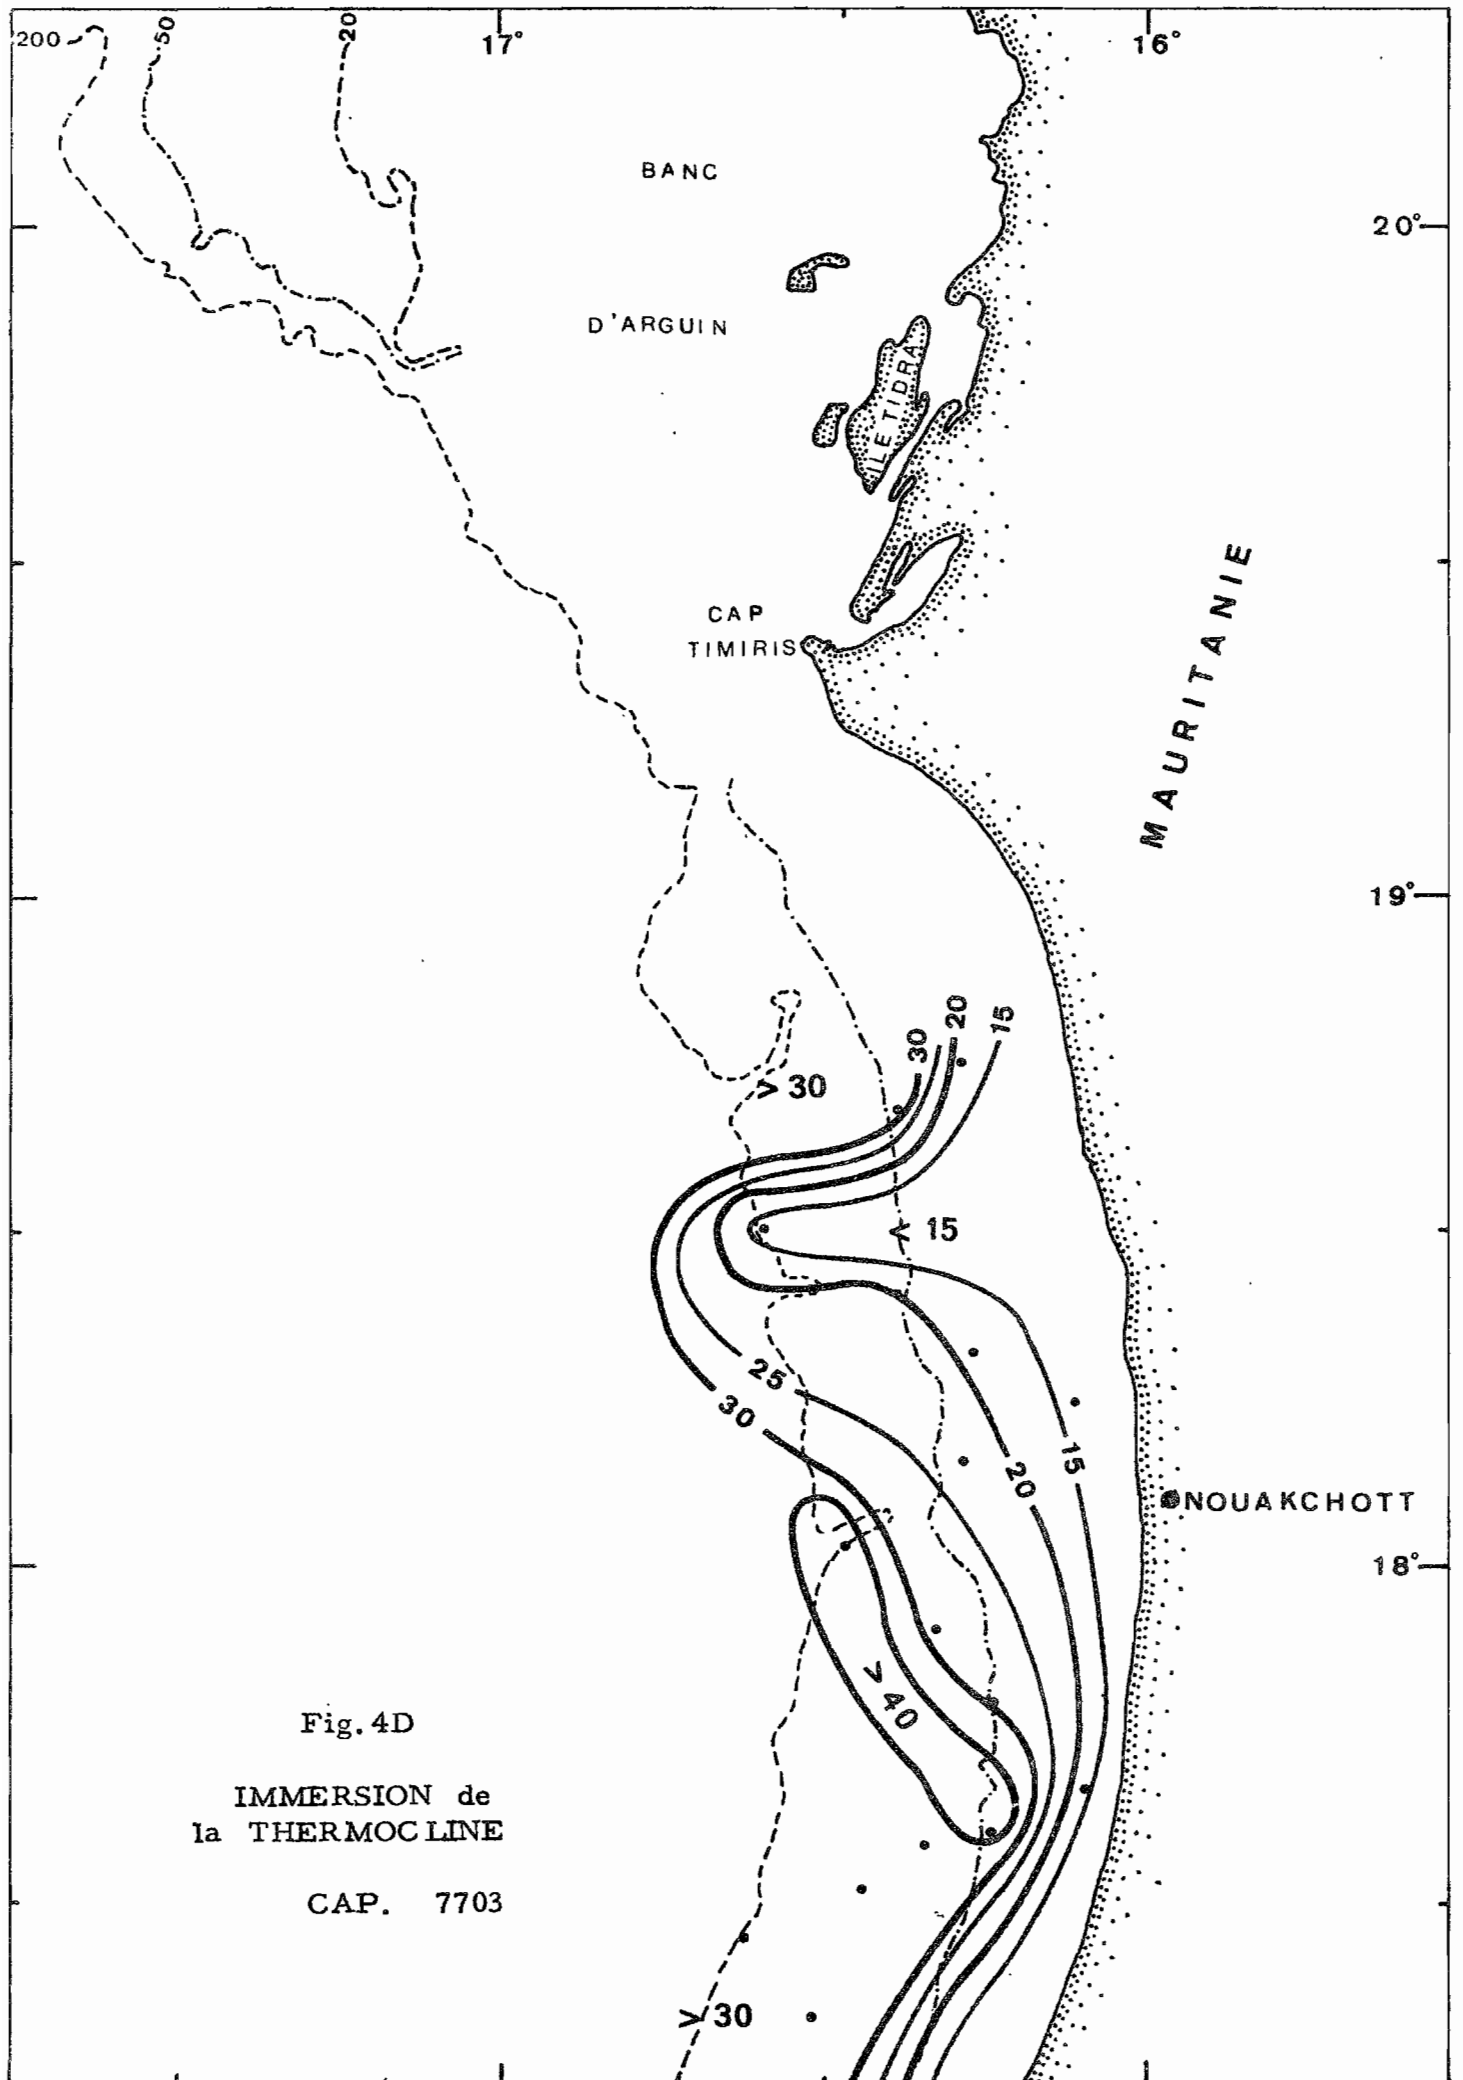 200
50
20
17°
16°
BANC
20°
D'ARGUIN
ILE TIDRA
CAP
TIMIRIS
MAURITANIE
19°
30
20
15
> 30
< 15
25
30
15
20
NOUAKCHOTT
18°
> 40
Fig. 4D
IMMERSION de
la THERMOCLINE
CAP. 7703
> 30